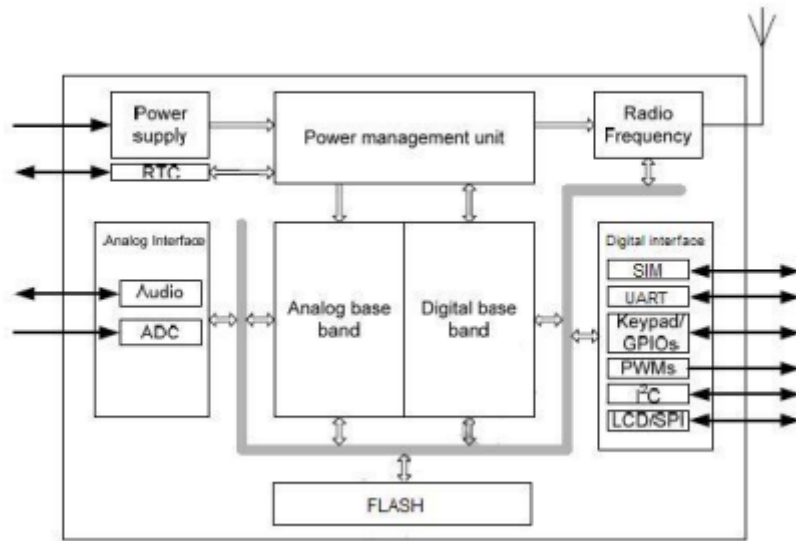 Power
supply
Power management unit
Radio
Frequency
RTC
Analog Interface
Audio
ADC
Analog base
band
Digital base
band
Digital interface
SIM
UART
Keypad/
GPIOs
PWMs
I²C
LCD/SPI
FLASH